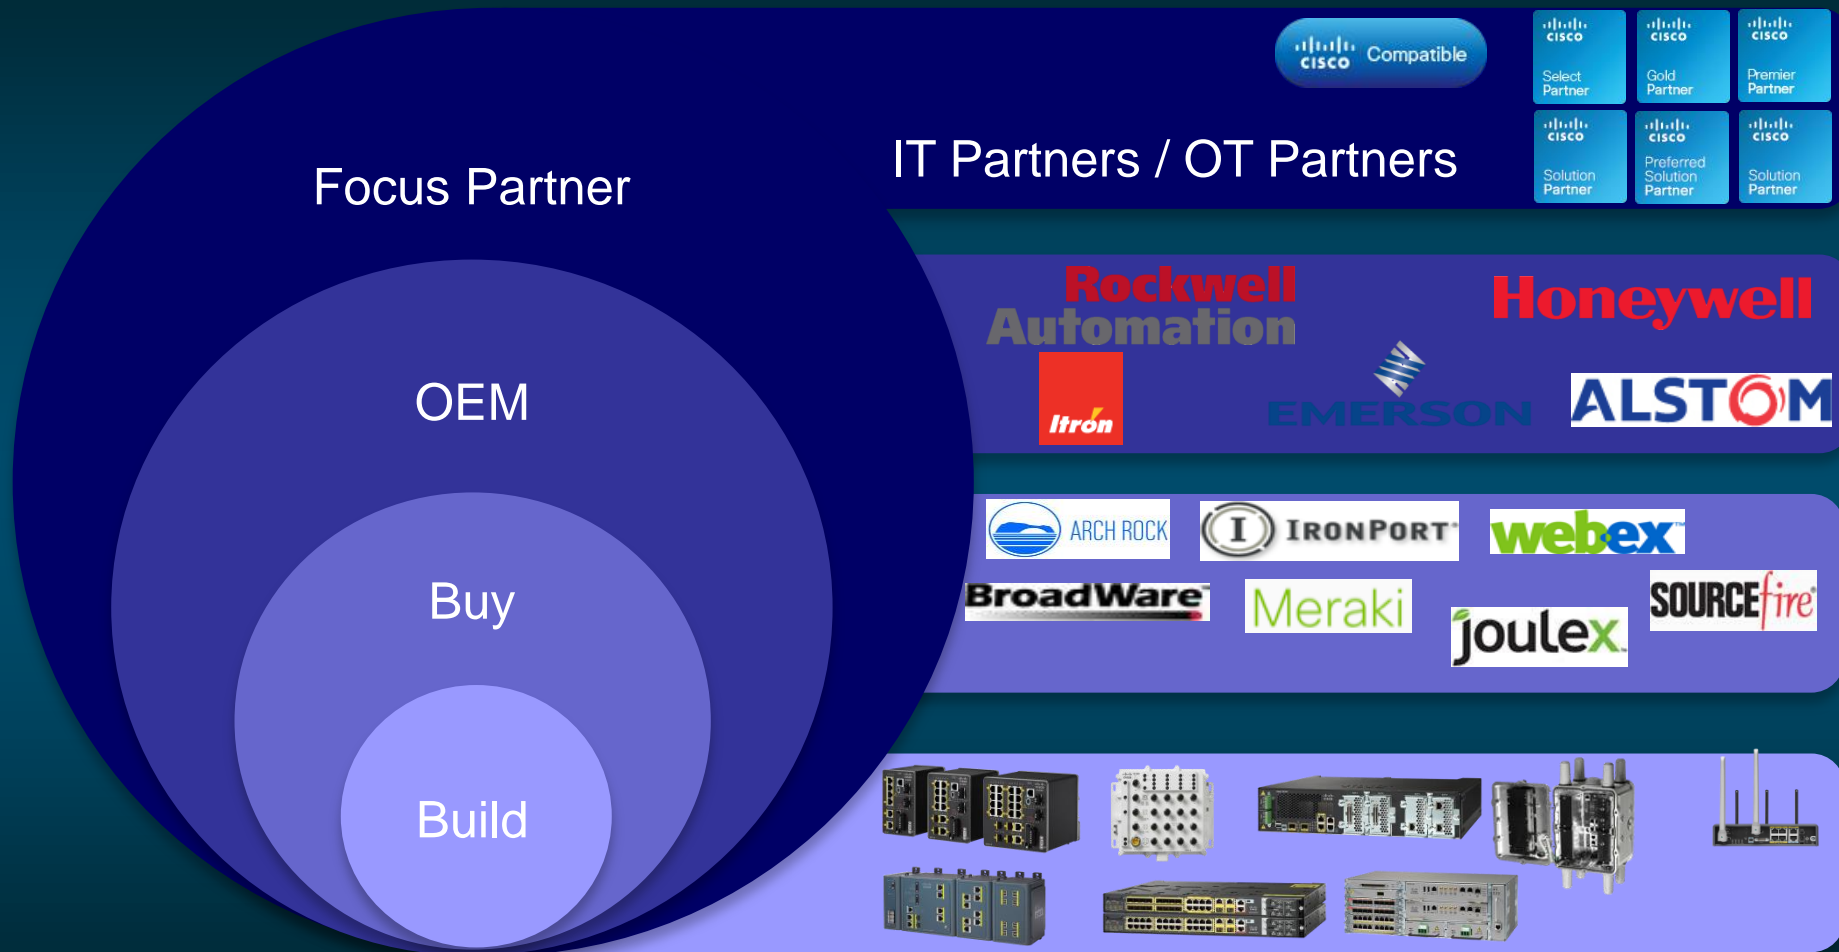 CISCO Compatible
CISCO
Select
Partner
CISCO
Gold
Partner
CISCO
Premier
Partner
CISCO
Solution
Partner
CISCO
Preferred
Solution
Partner
CISCO
Solution
Partner
IT Partners / OT Partners
Focus Partner
Rockwell
Automation
Honeywell
Itrón
EMERSON
ALSTOM
OEM
ARCH ROCK
I IRONPORT
webex™
BroadWare
Meraki
joulex
SOURCEfire
Buy
Build